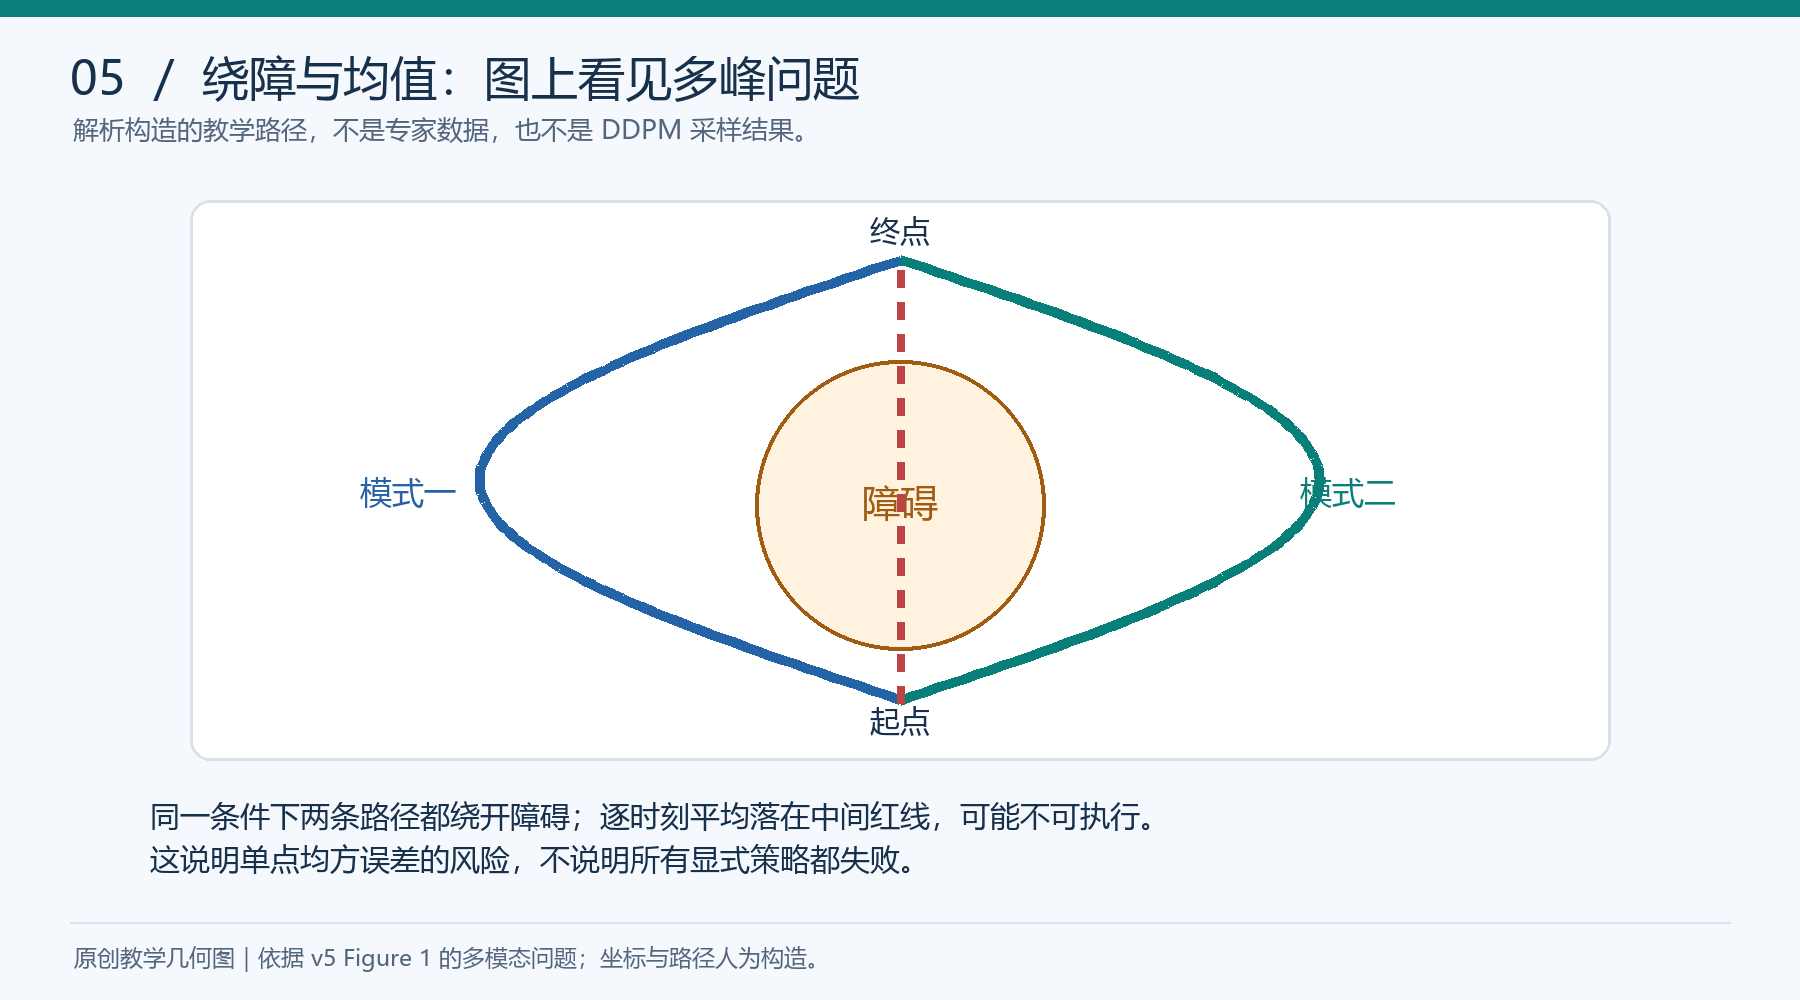 05 / 绕障与均值：图上看见多峰问题
解析构造的教学路径，不是专家数据，也不是 DDPM 采样结果。
终点
模式一
障碍
模式二
起点
同一条件下两条路径都绕开障碍；逐时刻平均落在中间红线，可能不可执行。
这说明单点均方误差的风险，不说明所有显式策略都失败。
原创教学几何图 | 依据 v5 Figure 1 的多模态问题；坐标与路径人为构造。